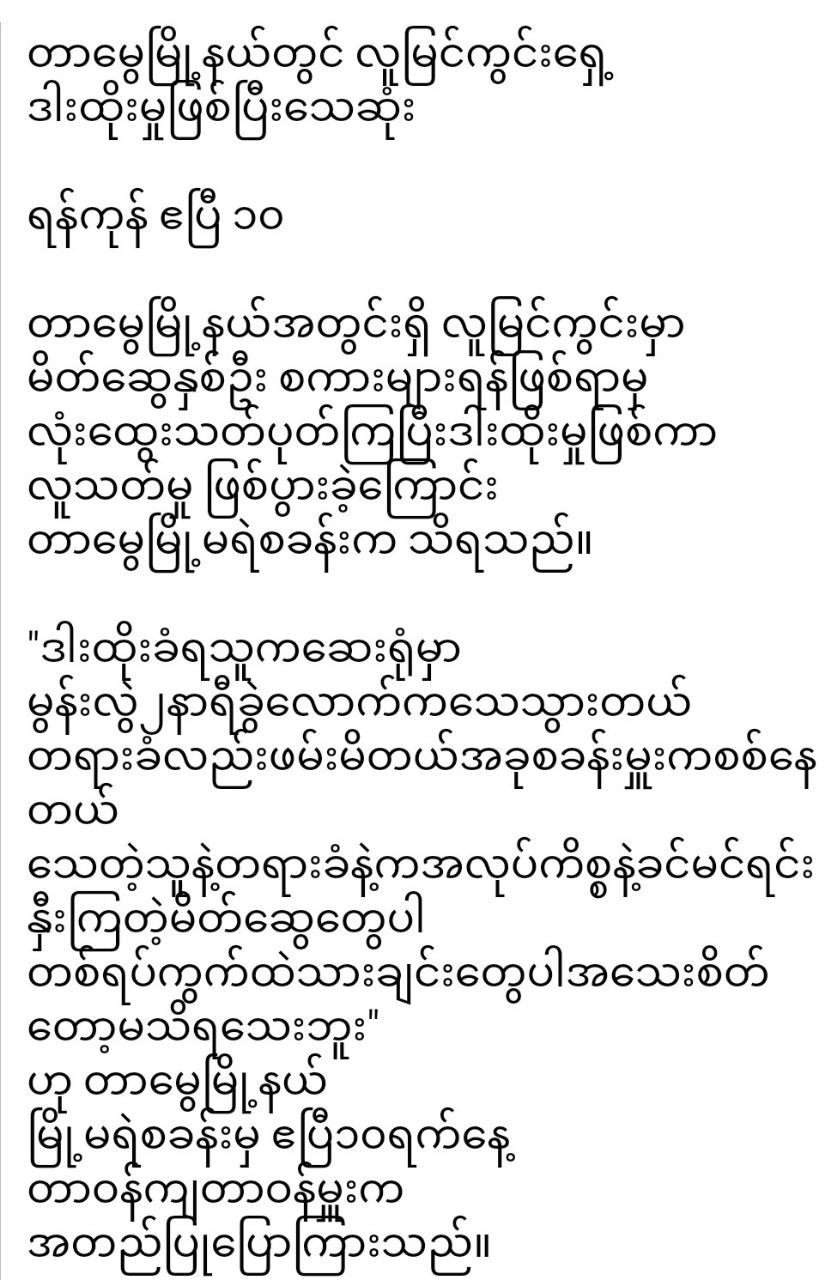 တာမွေမြို့နယ်တွင် လူမြင်ကွင်းရှေ့
ဒါးထိုးမှုဖြစ်ပြီးသေဆုံး
ရန်ကုန် ဧပြီ ၁၀
တာမွေမြို့နယ်အတွင်းရှိ လူမြင်ကွင်းမှာ
မိတ်ဆွေနှစ်ဦး စကားများရန်ဖြစ်ရာမှ
လုံးထွေးသတ်ပုတ်ကြပြီးဒါးထိုးမှုဖြစ်ကာ
လူသတ်မှု ဖြစ်ပွားခဲ့ကြောင်း
တာမွေမြို့မရဲစခန်းက သိရသည်။
"ဒါးထိုးခံရသူကဆေးရုံမှာ
မွန်းလွဲ၂နာရီခွဲလောက်ကသေသွားတယ်
တရားခံလည်းဖမ်းမိတယ်အခုစခန်းမှူးကစစ်နေ
တယ်
သေတဲ့သူနဲ့တရားခံနဲ့ကအလုပ်ကိစ္စနဲ့ခင်မင်ရင်း
နှီးကြတဲ့မိတ်ဆွေတွေပါ
တစ်ရပ်ကွက်ထဲသားချင်းတွေပါအသေးစိတ်
တော့မသိရသေးဘူး"
ဟု တာမွေမြို့နယ်
မြို့မရဲစခန်းမှ ဧပြီ၁၀ရက်နေ့
တာဝန်ကျတာဝန်မှူးက
အတည်ပြုပြောကြားသည်။